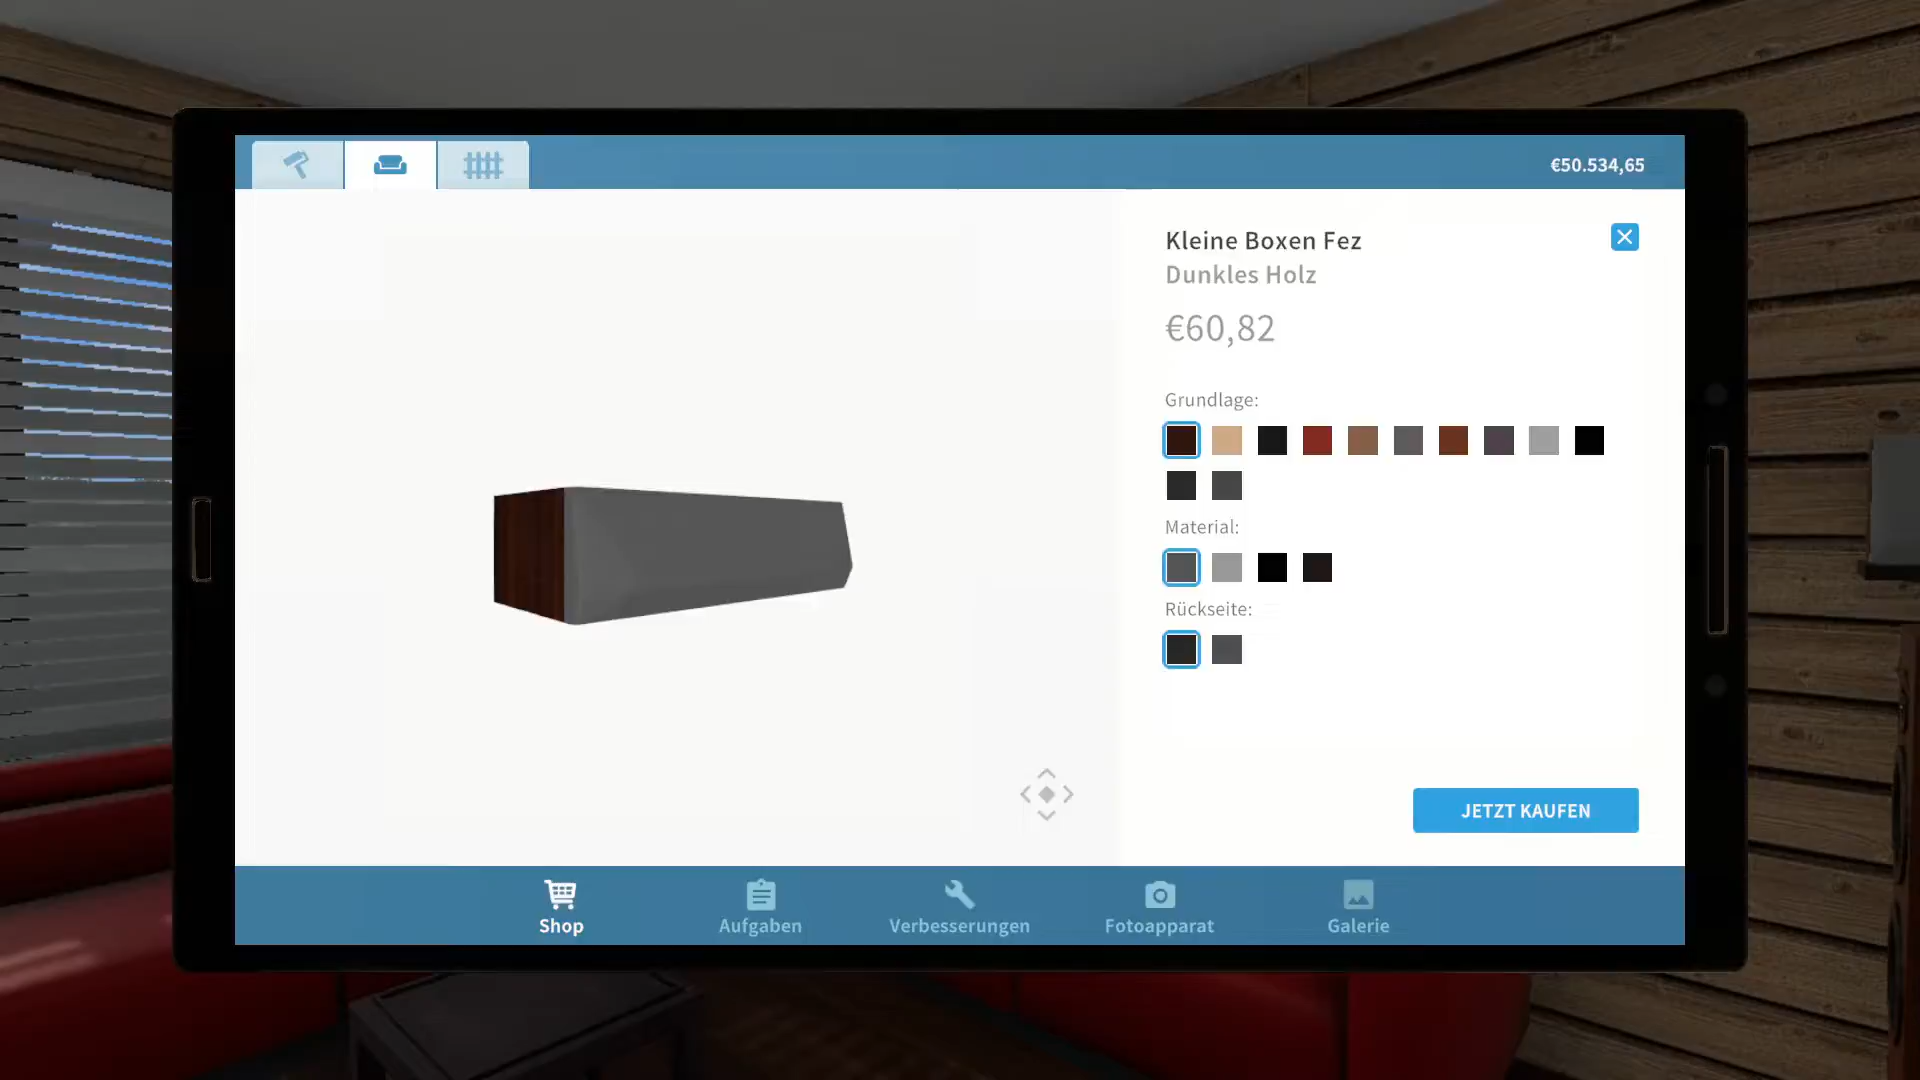 €50.534,65
Kleine Boxen Fez
Dunkles Holz
€60,82
Grundlage:
Material:
Rückseite:
JETZT KAUFEN
Shop
Aufgaben
Verbesserungen
Fotoapparat
Galerie